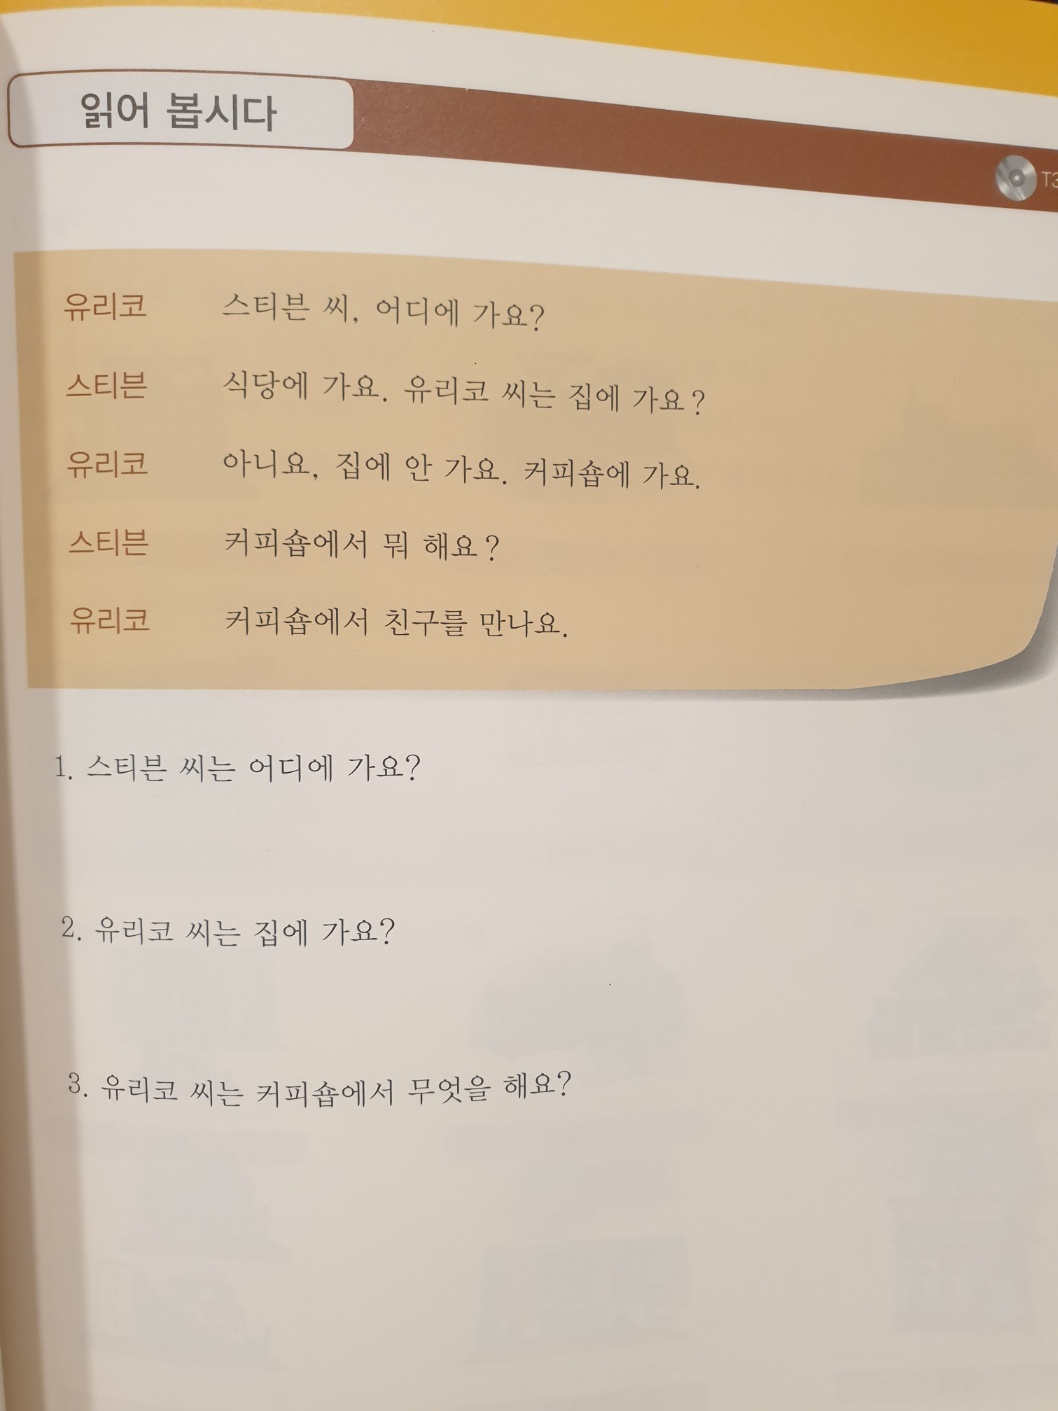 읽어 봅시다
유리코 스티븐 씨, 어디에 가요?
스티븐 식당에 가요. 유리코 씨는 집에 가요?
유리코 아니요, 집에 안 가요. 커피숍에 가요.
스티븐 커피숍에서 뭐 해요?
유리코 커피숍에서 친구를 만나요.
1. 스티븐 씨는 어디에 가요?
2. 유리코 씨는 집에 가요?
3. 유리코 씨는 커피숍에서 무엇을 해요?